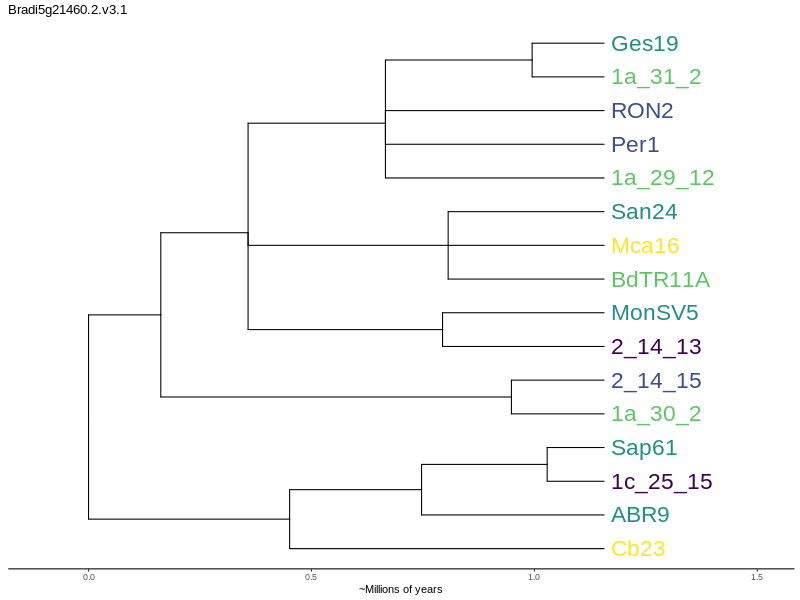 Bradi5g21460.2.v3.1
Ges19
1a_31_2
RON2
Per1
1a_29_12
San24
Mca16
BdTR11A
MonSV5
2_14_13
2_14_15
1a_30_2
Sap61
1c_25_15
ABR9
Cb23
0.0 0.5 1.0 1.5
~Millions of years